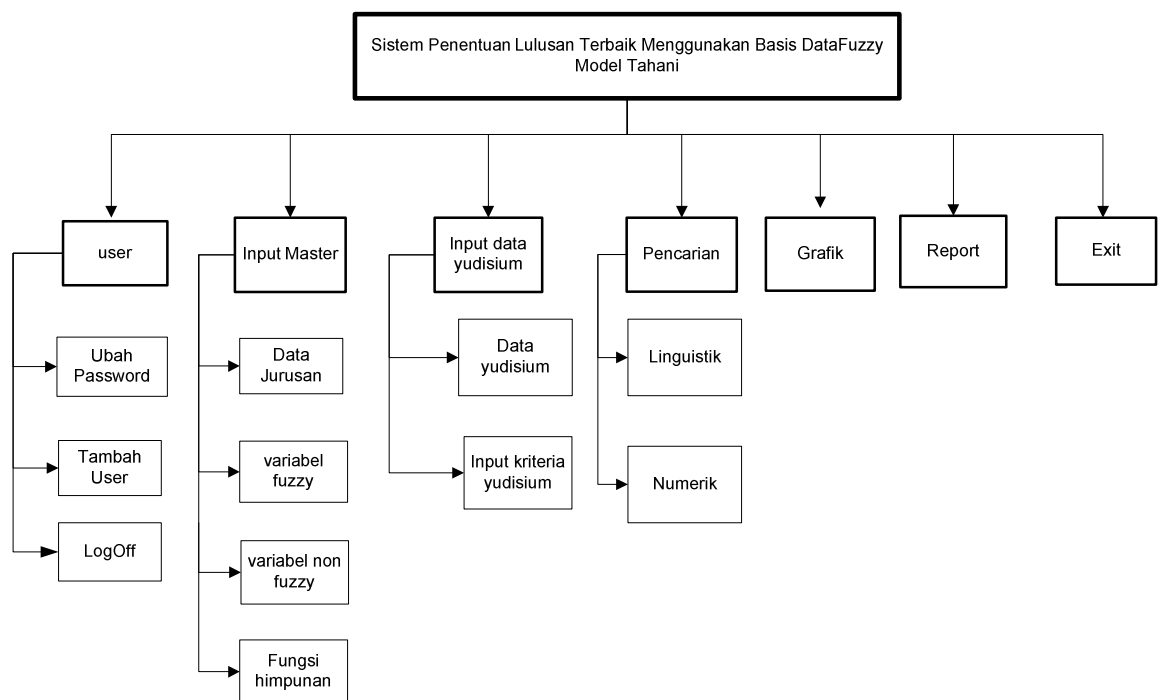 Sistem Penentuan Lulusan Terbaik Menggunakan Basis DataFuzzy
Model Tahani
user
Input Master
Input data
yudisium
Pencarian
Grafik
Report
Exit
Ubah
Password
Tambah
User
LogOff
Data
Jurusan
variabel
fuzzy
variabel non
fuzzy
Fungsi
himpunan
Data
yudisium
Input kriteria
yudisium
Linguistik
Numerik